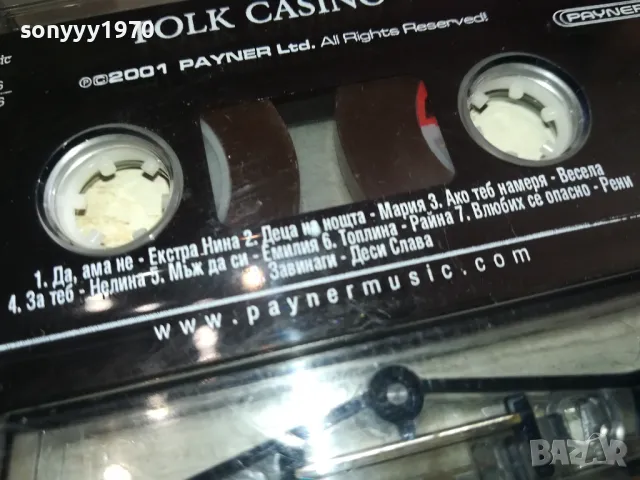 sonyyy1970
FOLK CASINO
PAYNER
℗©2001 PAYNER Ltd. All Rights Reserved!
1. Да, ама не - Екстра Нина 2. Деца на нощта - Мария 3. Ако теб намеря - Весела
4. За теб - Нелина 5. Мъж да си - Емилия 6. Топлина - Райна 7. Влюбих се опасно - Рени
Завинаги - Деси Слава
www.paynermusic.com
BAZAR